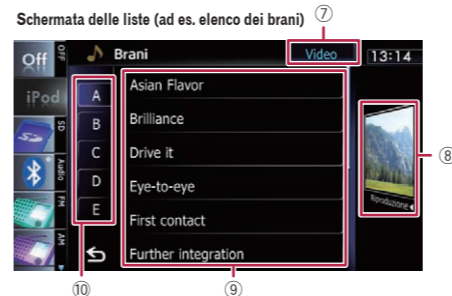 Schermata delle liste (ad es. elenco dei brani) ⑦
Off OFF Brani Video 13:14
iPod
A Asian Flavor
B Brilliance
SD
C Drive it
Audio
D Eye-to-eye
FM
E First contact
AM
Further integration
Riproduzione
⑧
⑩ ⑨